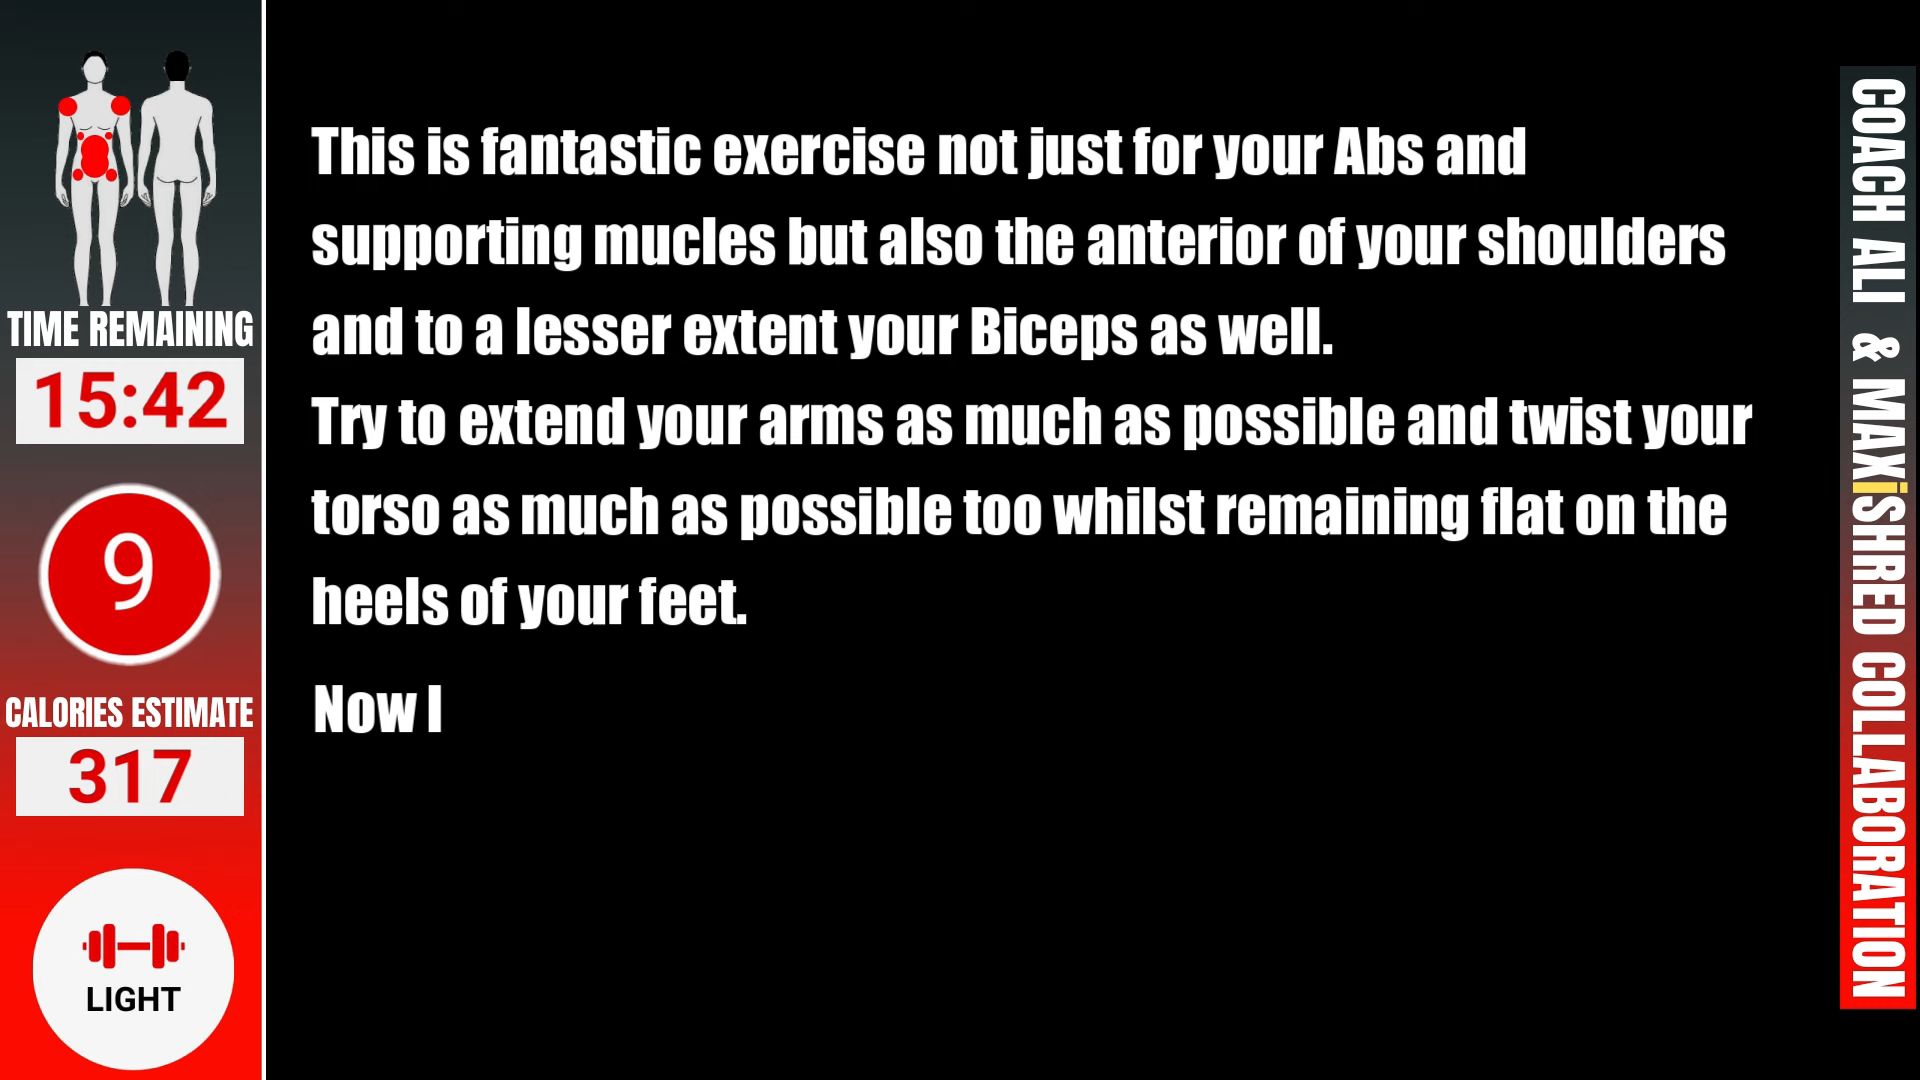 TIME REMAINING
15:42
9
CALORIES ESTIMATE
317
LIGHT
This is fantastic exercise not just for your Abs and
supporting mucles but also the anterior of your shoulders
and to a lesser extent your Biceps as well.
Try to extend your arms as much as possible and twist your
torso as much as possible too whilst remaining flat on the
heels of your feet.
Now I
COACH ALI & MAXiSHRED COLLABORATION